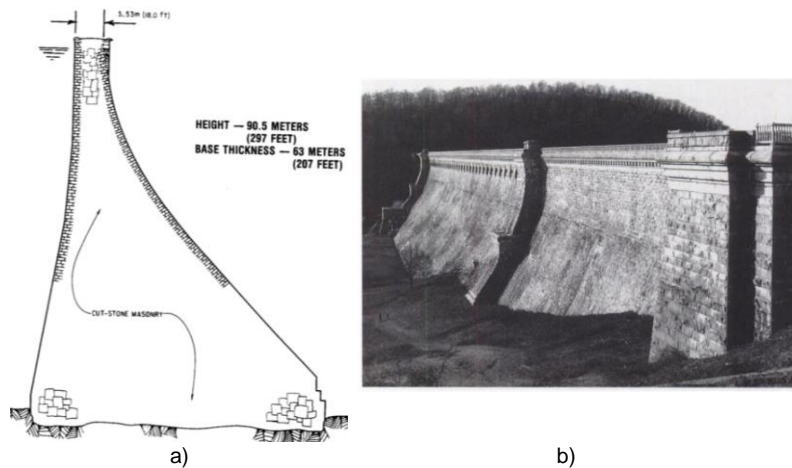 5.53m (18.0 ft)
HEIGHT — 90.5 METERS
(297 FEET)
BASE THICKNESS — 63 METERS
(207 FEET)
CUT-STONE MASONRY
a)
b)